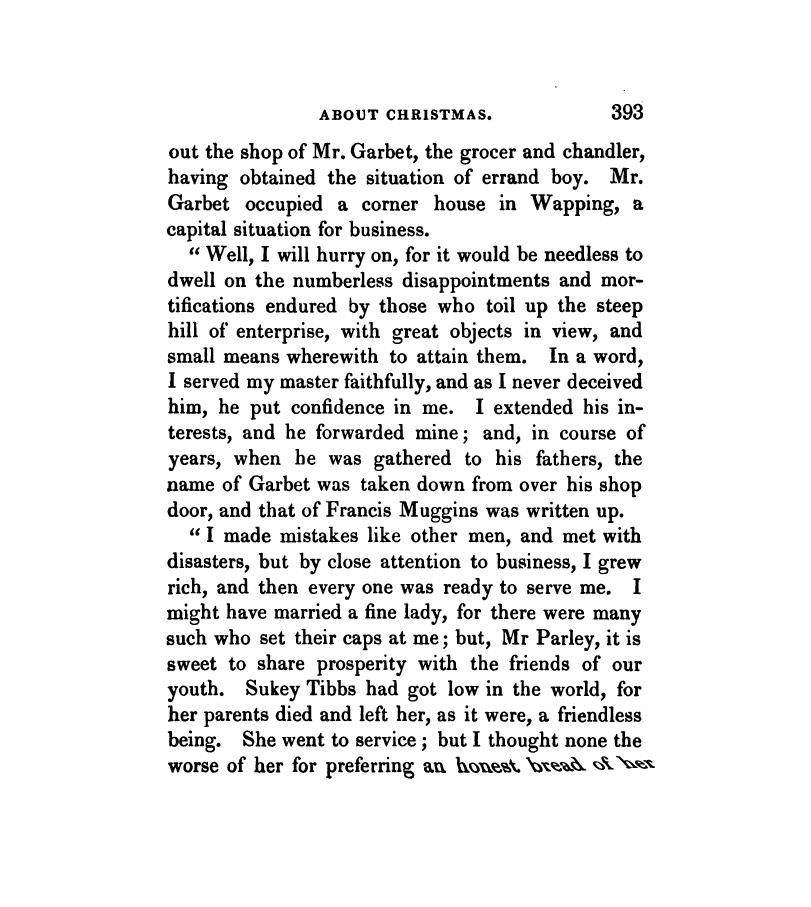 ABOUT CHRISTMAS. 393
out the shop of Mr. Garbet, the grocer and chandler,
having obtained the situation of errand boy. Mr.
Garbet occupied a corner house in Wapping, a
capital situation for business.
“ Well, I will hurry on, for it would be needless to
dwell on the numberless disappointments and mor-
tifications endured by those who toil up the steep
hill of enterprise, with great objects in view, and
small means wherewith to attain them. In a word,
I served my master faithfully, and as I never deceived
him, he put confidence in me. I extended his in-
terests, and he forwarded mine ; and, in course of
years, when he was gathered to his fathers, the
name of Garbet was taken down from over his shop
door, and that of Francis Muggins was written up.
“ I made mistakes like other men, and met with
disasters, but by close attention to business, I grew
rich, and then every one was ready to serve me. I
might have married a fine lady, for there were many
such who set their caps at me ; but, Mr Parley, it is
sweet to share prosperity with the friends of our
youth. Sukey Tibbs had got low in the world, for
her parents died and left her, as it were, a friendless
being. She went to service ; but I thought none the
worse of her for preferring an honest bread of her